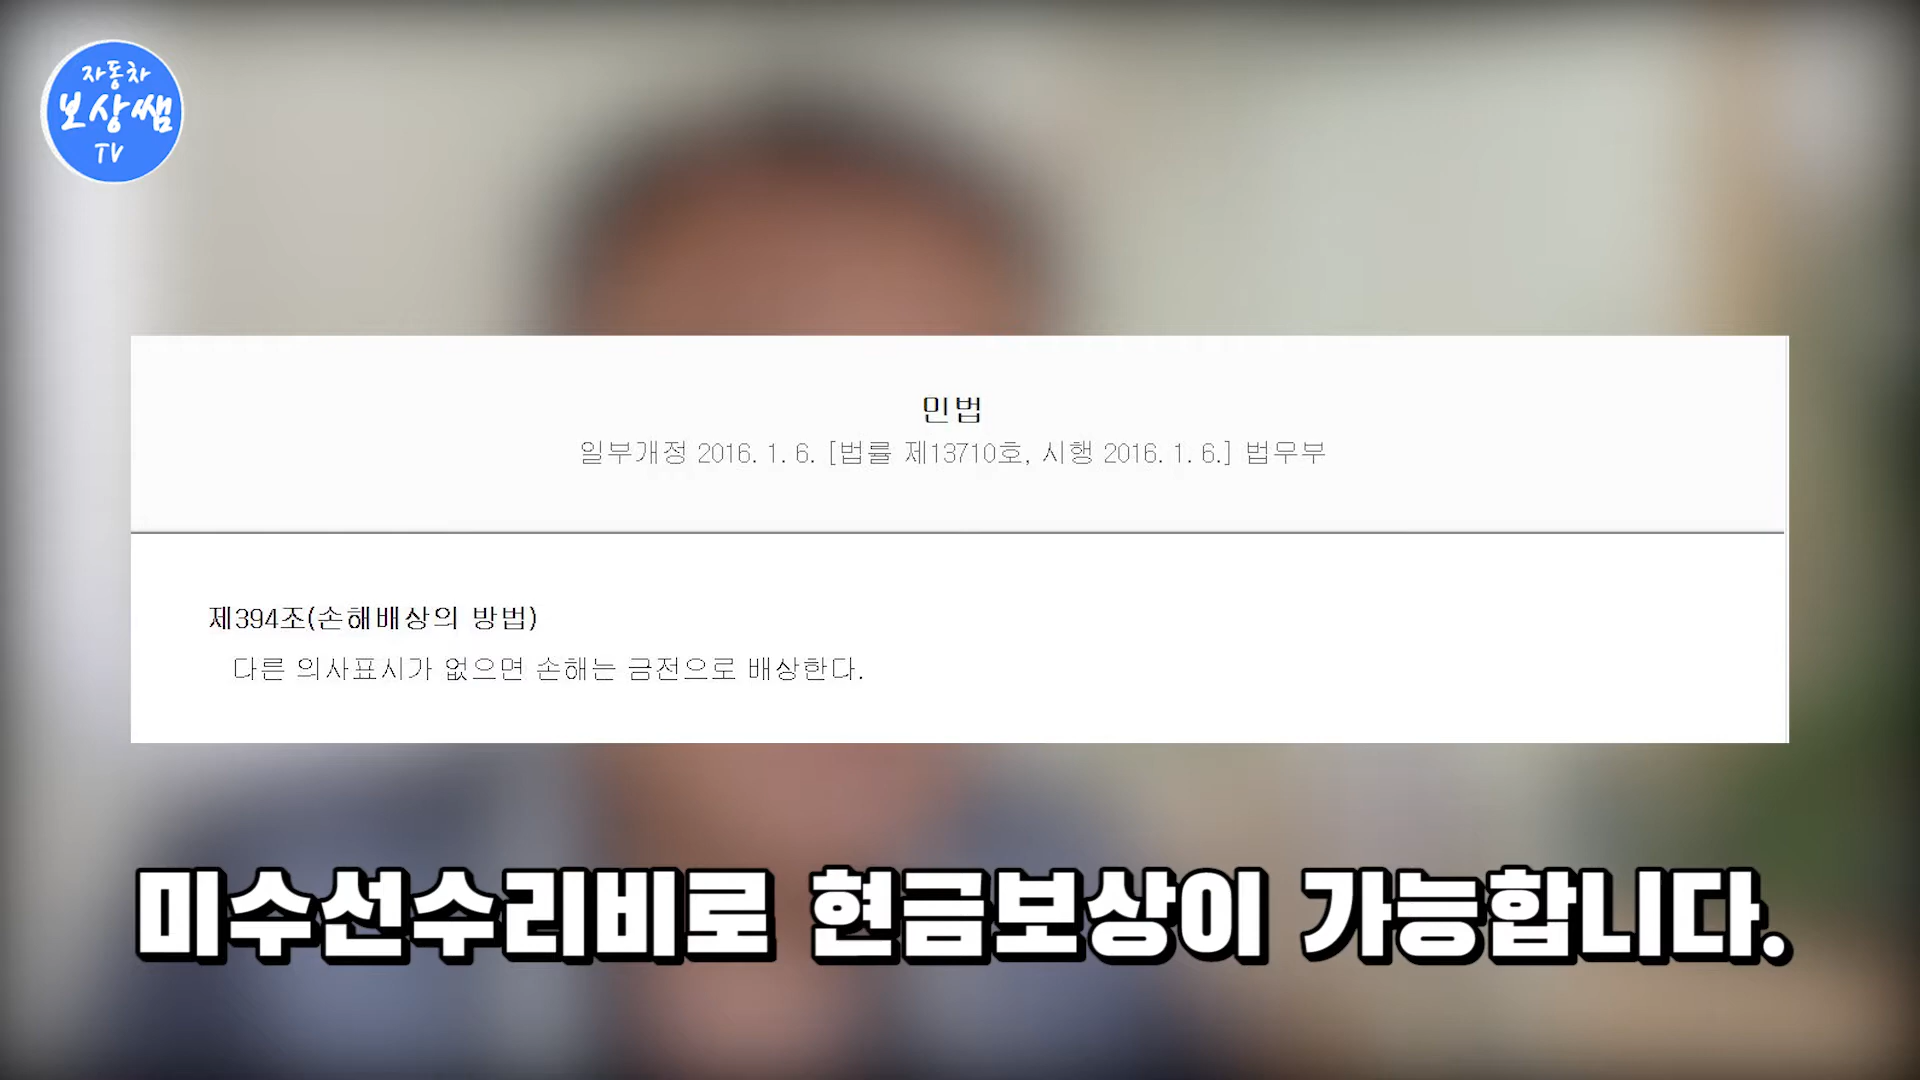 자동차
보상쌤
TV
민법
일부개정 2016. 1. 6. [법률 제13710호, 시행 2016. 1. 6.] 법무부
제394조(손해배상의 방법)
다른 의사표시가 없으면 손해는 금전으로 배상한다.
미수선수리비로 현금보상이 가능합니다.